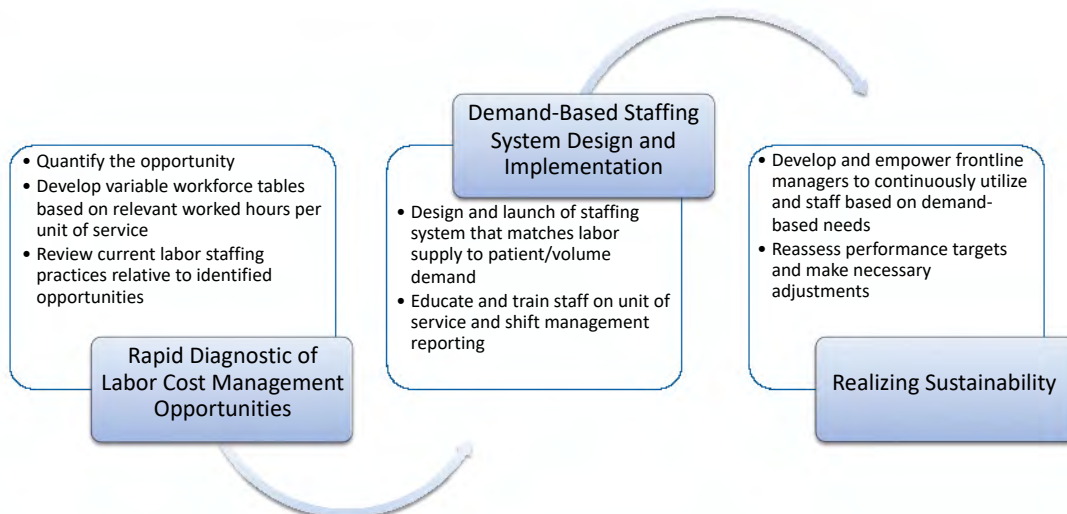 • Quantify the opportunity
• Develop variable workforce tables
based on relevant worked hours per
unit of service
• Review current labor staffing
practices relative to identified
opportunities
Rapid Diagnostic of
Labor Cost Management
Opportunities
Demand-Based Staffing
System Design and
Implementation
• Design and launch of staffing
system that matches labor
supply to patient/volume
demand
• Educate and train staff on unit of
service and shift management
reporting
• Develop and empower frontline
managers to continuously utilize
and staff based on demand-
based needs
• Reassess performance targets
and make necessary
adjustments
Realizing Sustainability